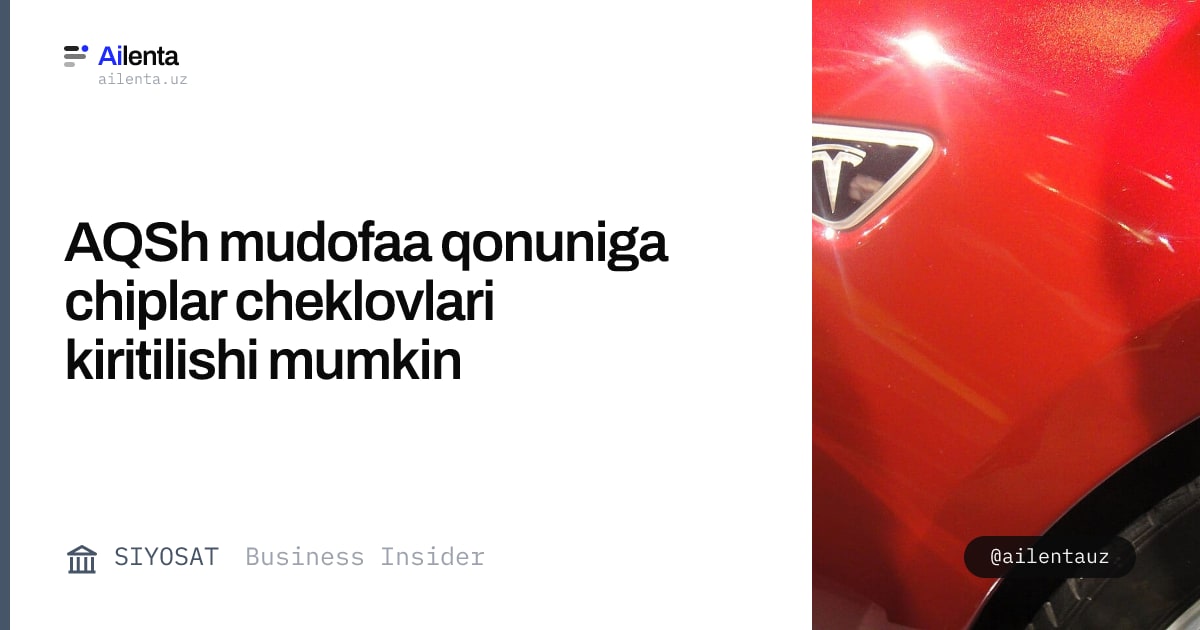 Ailenta
ailenta.uz
AQSh mudofaa qonuniga
chiplar cheklovlari
kiritilishi mumkin
SIYOSAT Business Insider
@ailentauz